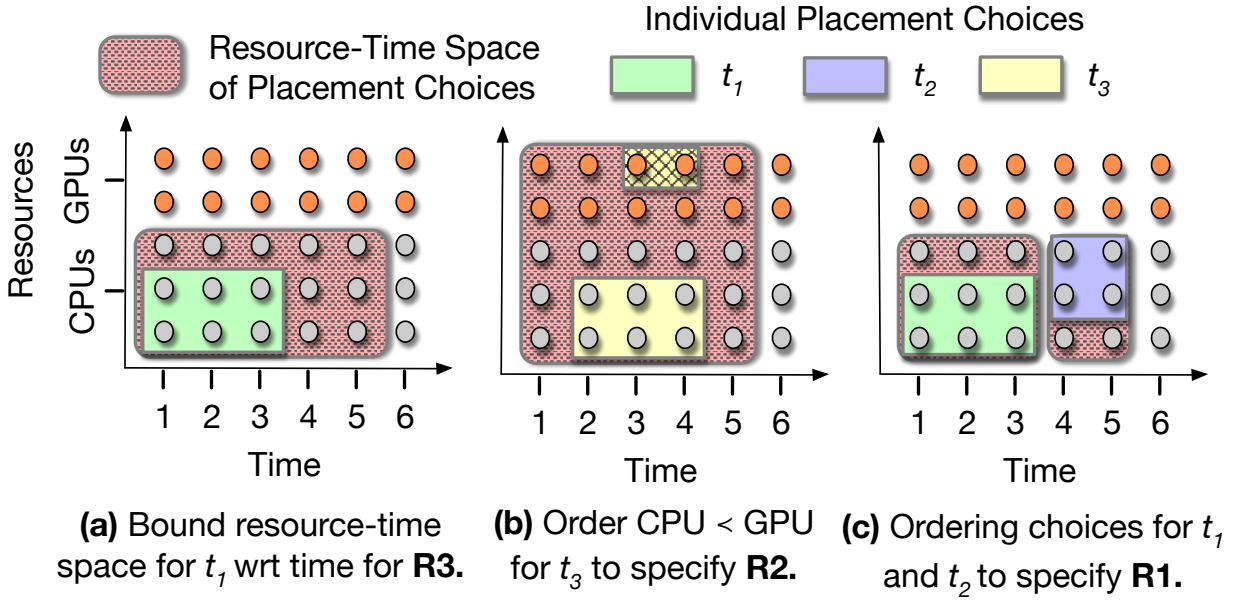 Individual Placement Choices
Resource-Time Space
of Placement Choices
t1
t2
t3
Resources
CPUs GPUs
1 2 3 4 5 6
Time
1 2 3 4 5 6
Time
1 2 3 4 5 6
Time
(a) Bound resource-time
space for t1 wrt time for R3.
(b) Order CPU < GPU
for t3 to specify R2.
(c) Ordering choices for t1
and t2 to specify R1.